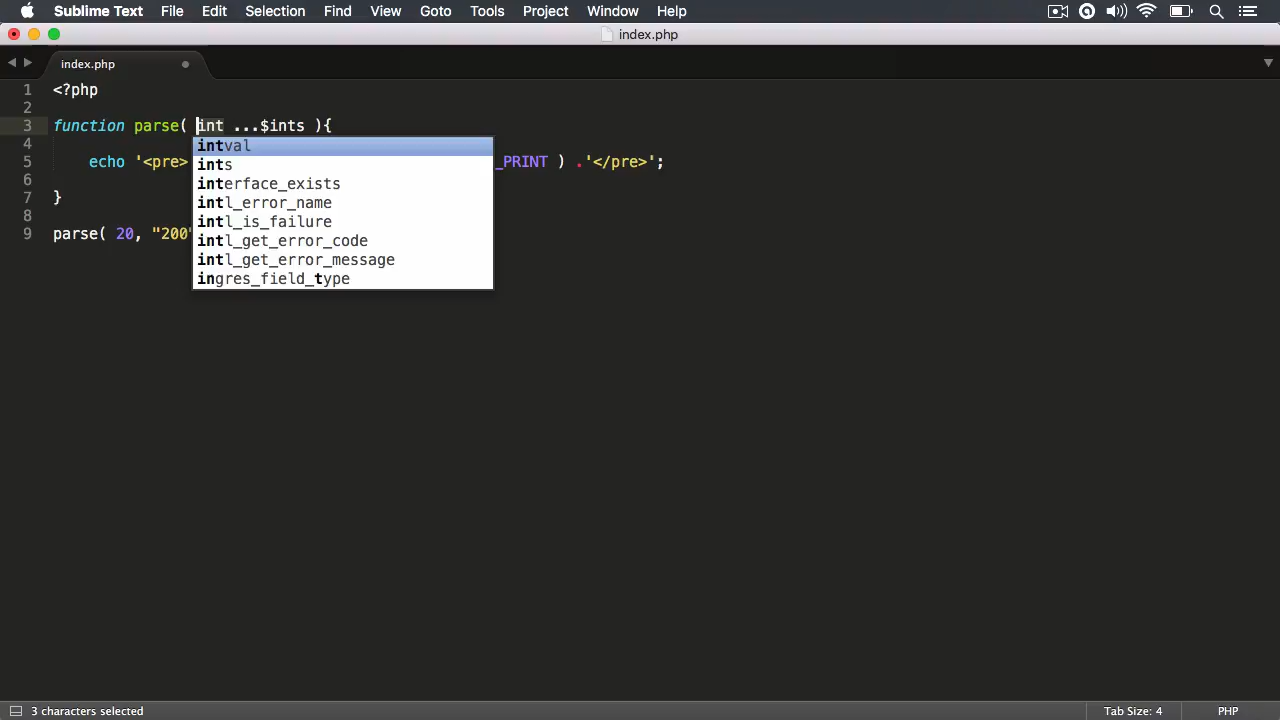 Sublime Text File Edit Selection Find View Goto Tools Project Window Help
index.php
index.php
1 <?php
2
3 function parse( int ...$ints ){
intval
4
ints
5 echo '<pre> _PRINT ) .'</pre>';
interface_exists
6
7 }
intl_error_name
8
intl_is_failure
9 parse( 20, "200"
intl_get_error_code
intl_get_error_message
ingres_field_type
3 characters selected Tab Size: 4 PHP